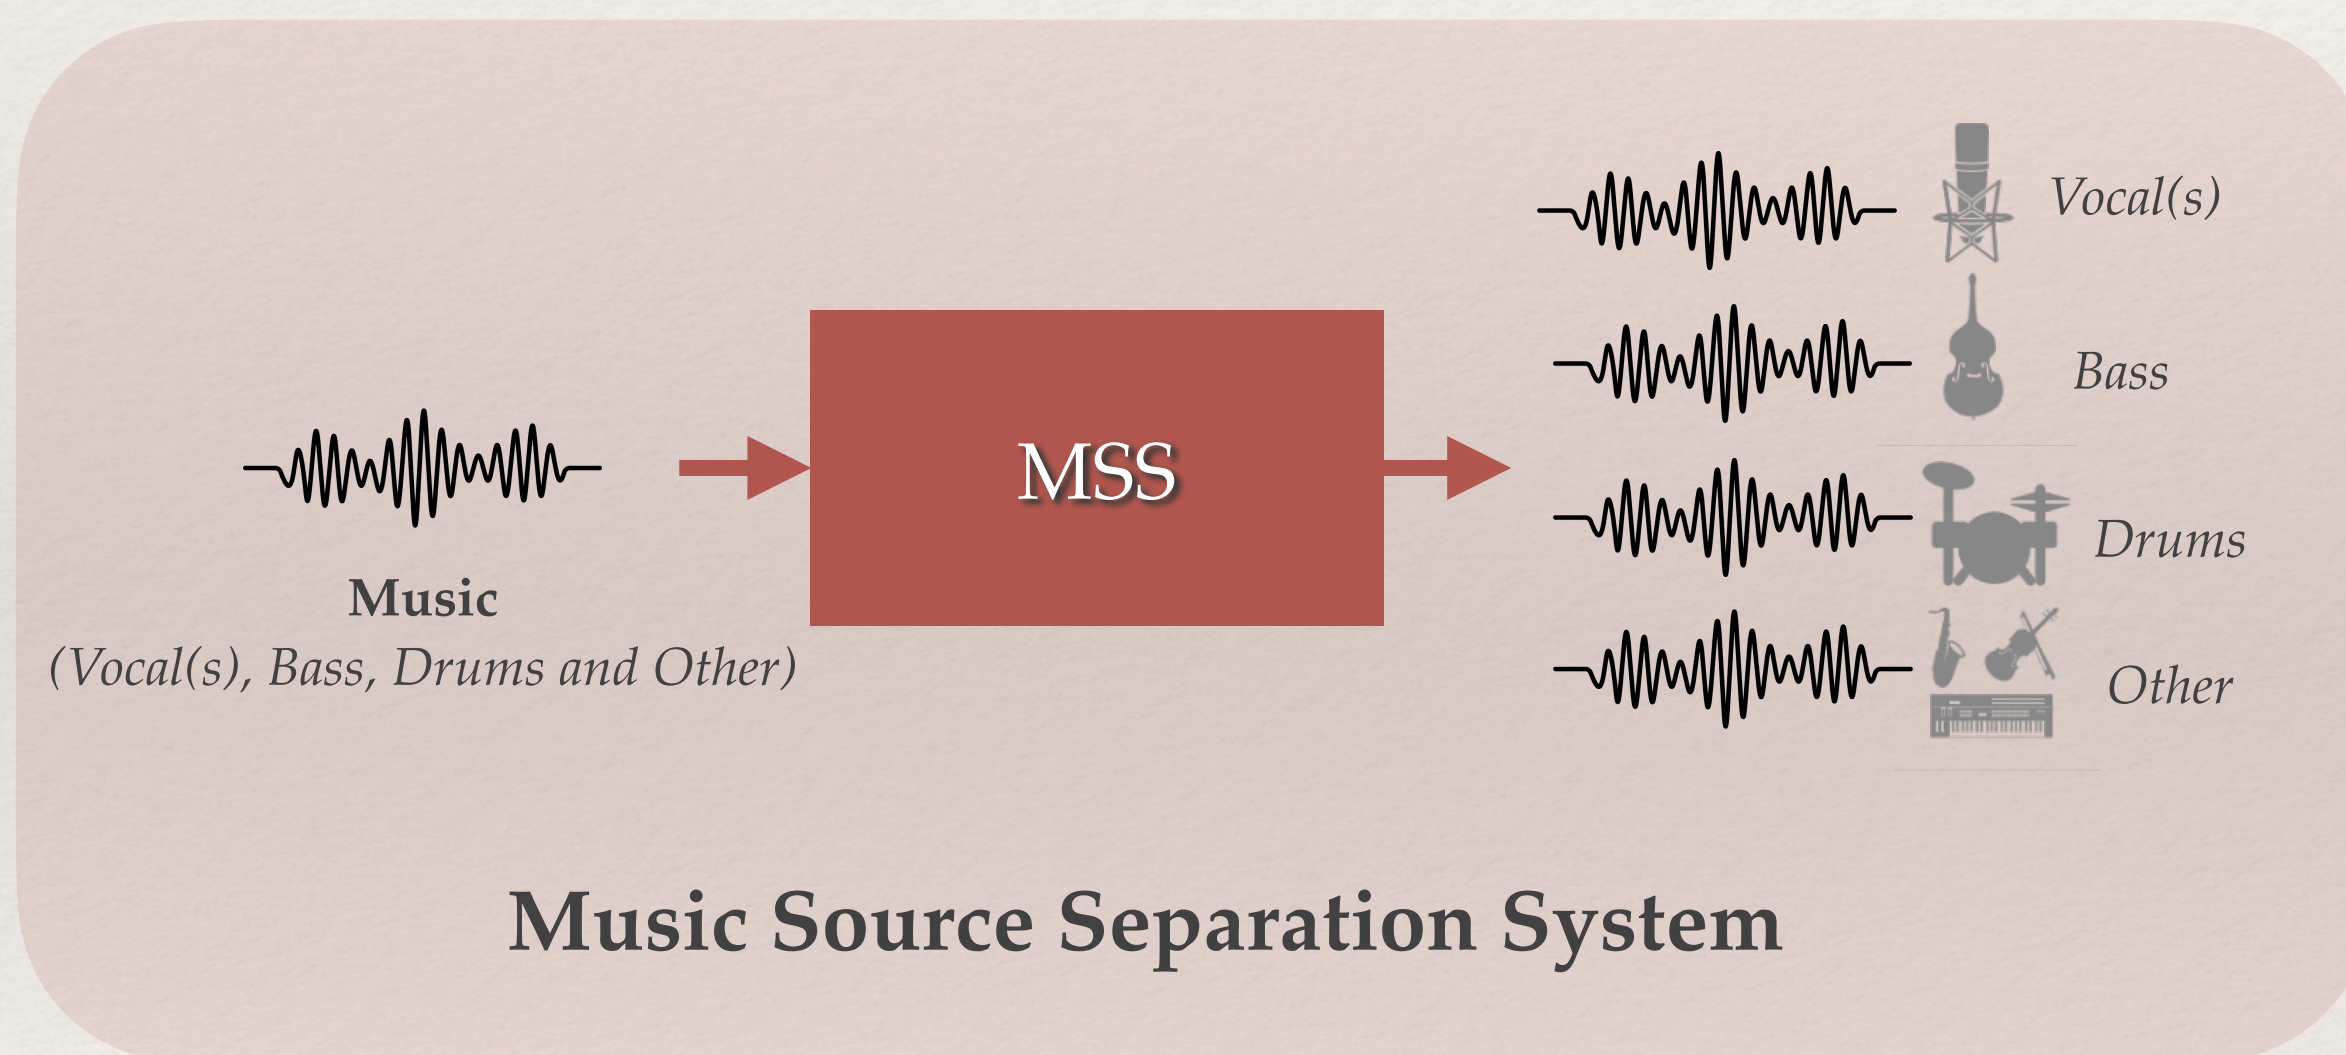 Vocal(s)
Bass
MSS
Drums
Music
(Vocal(s), Bass, Drums and Other)
Other
Music Source Separation System